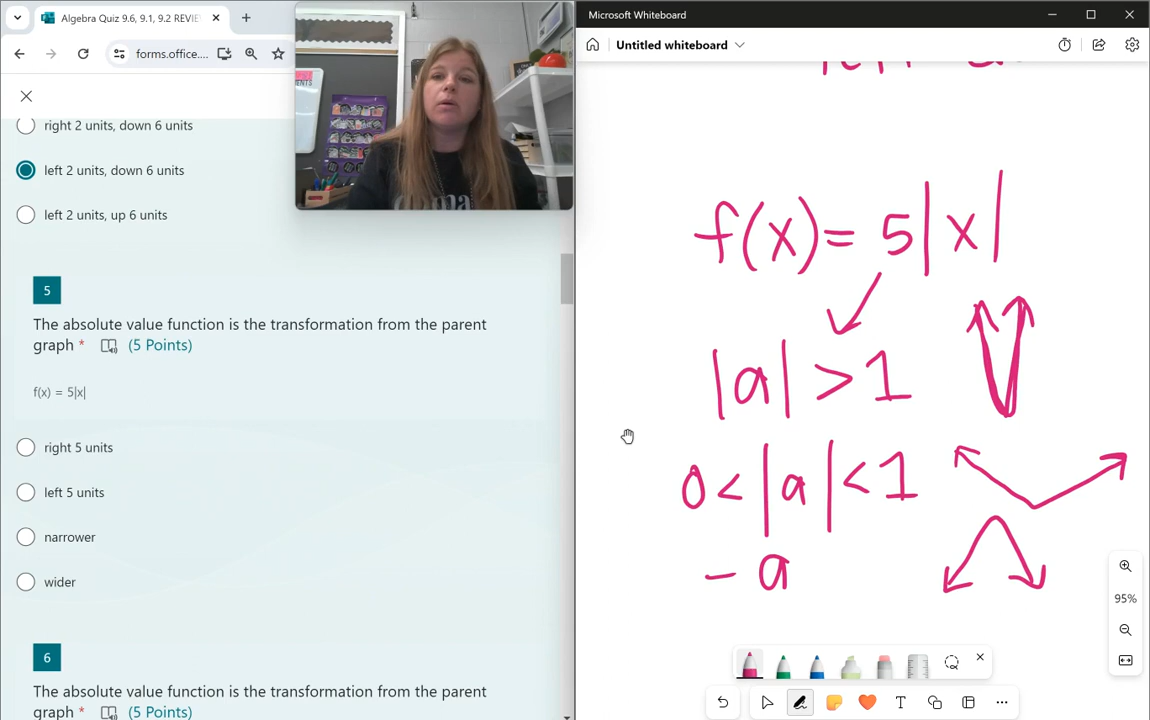 Algebra Quiz 9.6, 9.1, 9.2 REVIE
forms.office....
right 2 units, down 6 units
left 2 units, down 6 units
left 2 units, up 6 units
5
The absolute value function is the transformation from the parent
graph * (5 Points)
f(x) = 5|x|
right 5 units
left 5 units
narrower
wider
6
The absolute value function is the transformation from the parent
graph * (5 Points)
Microsoft Whiteboard
Untitled whiteboard
f(x) = 5|x|
|a| > 1
0 < |a| < 1
- a
95%